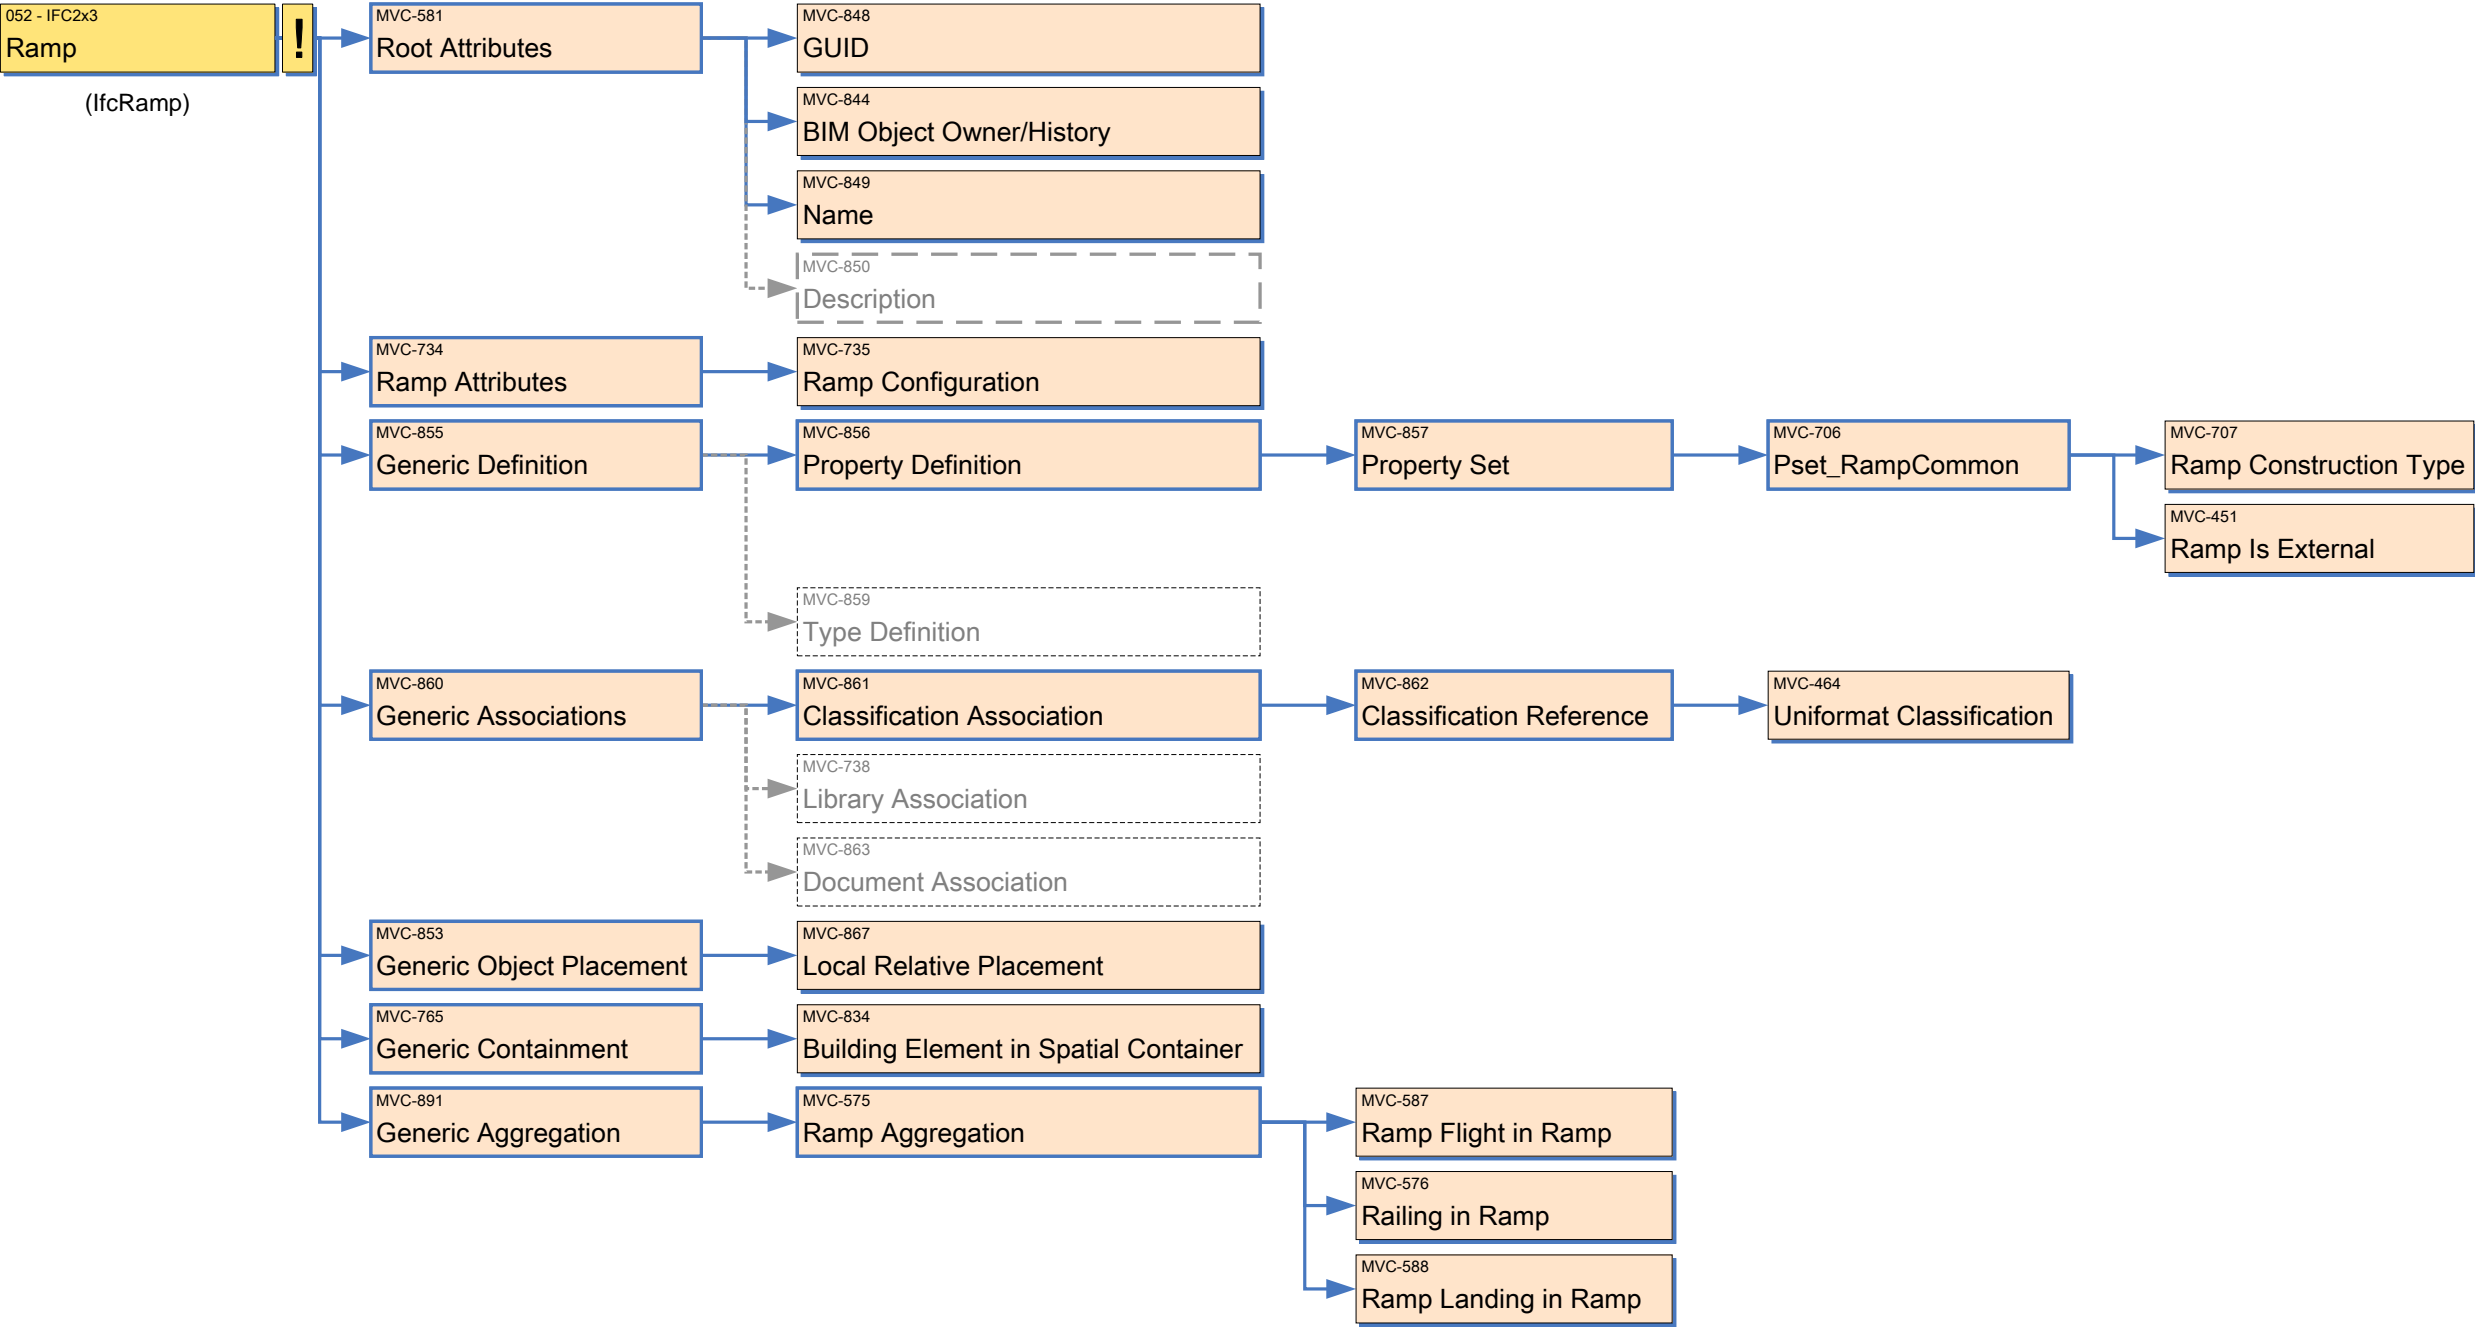 052 - IFC2x3
Ramp
!
(IfcRamp)
MVC-581
Root Attributes
MVC-848
GUID
MVC-844
BIM Object Owner/History
MVC-849
Name
MVC-850
Description
MVC-734
Ramp Attributes
MVC-735
Ramp Configuration
MVC-855
Generic Definition
MVC-856
Property Definition
MVC-857
Property Set
MVC-706
Pset_RampCommon
MVC-707
Ramp Construction Type
MVC-451
Ramp Is External
MVC-859
Type Definition
MVC-860
Generic Associations
MVC-861
Classification Association
MVC-862
Classification Reference
MVC-464
Uniformat Classification
MVC-738
Library Association
MVC-863
Document Association
MVC-853
Generic Object Placement
MVC-867
Local Relative Placement
MVC-765
Generic Containment
MVC-834
Building Element in Spatial Container
MVC-891
Generic Aggregation
MVC-575
Ramp Aggregation
MVC-587
Ramp Flight in Ramp
MVC-576
Railing in Ramp
MVC-588
Ramp Landing in Ramp